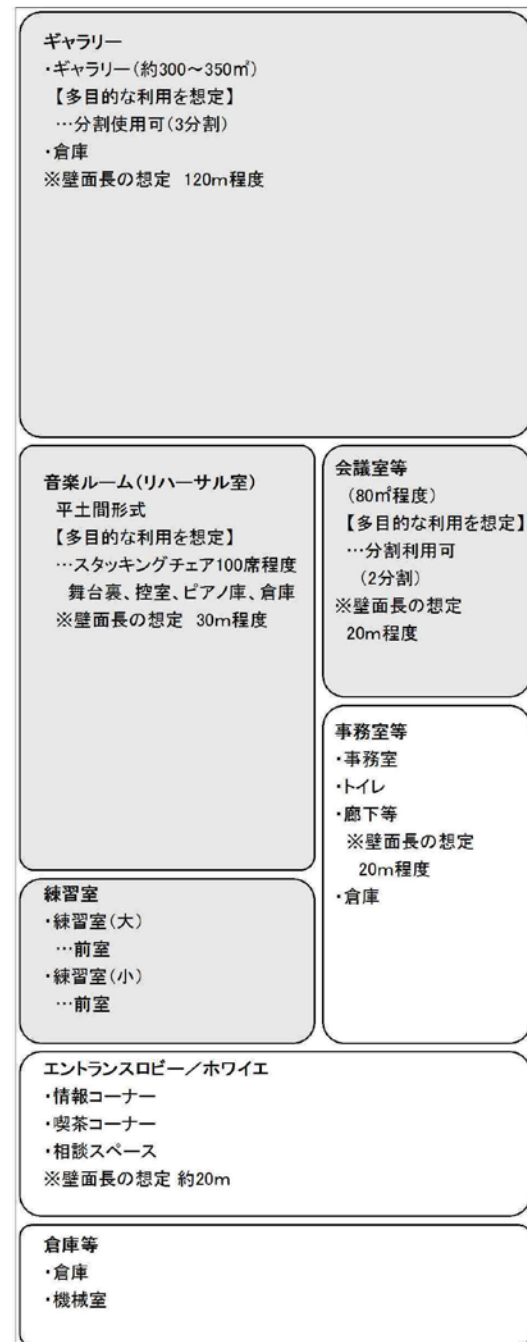 ギャラリー
・ギャラリー(約300～350㎡)
【多目的な利用を想定】
…分割使用可(3分割)
・倉庫
※壁面長の想定 120m程度
音楽ルーム(リハーサル室)
平土間形式
【多目的な利用を想定】
…スタッキングチェア100席程度
舞台裏、控室、ピアノ庫、倉庫
※壁面長の想定 30m程度
会議室等
(80㎡程度)
【多目的な利用を想定】
…分割利用可
(2分割)
※壁面長の想定
20m程度
事務室等
・事務室
・トイレ
・廊下等
※壁面長の想定
20m程度
・倉庫
練習室
・練習室(大)
…前室
・練習室(小)
…前室
エントランスロビー／ホワイエ
・情報コーナー
・喫茶コーナー
・相談スペース
※壁面長の想定 約20m
倉庫等
・倉庫
・機械室